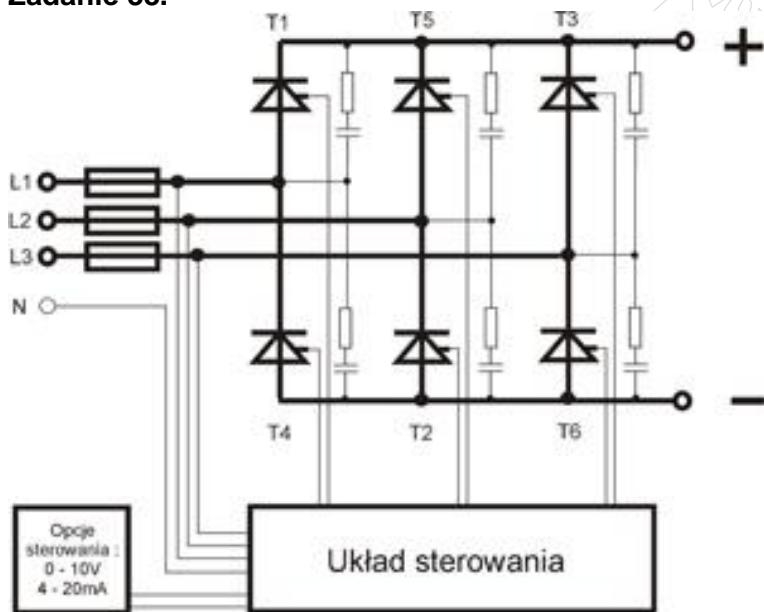 T1 T5 T3
+
L1
L2
L3
N
T4 T2 T6
−
Opcje
sterowania :
0 - 10V
4 - 20mA
Układ sterowania